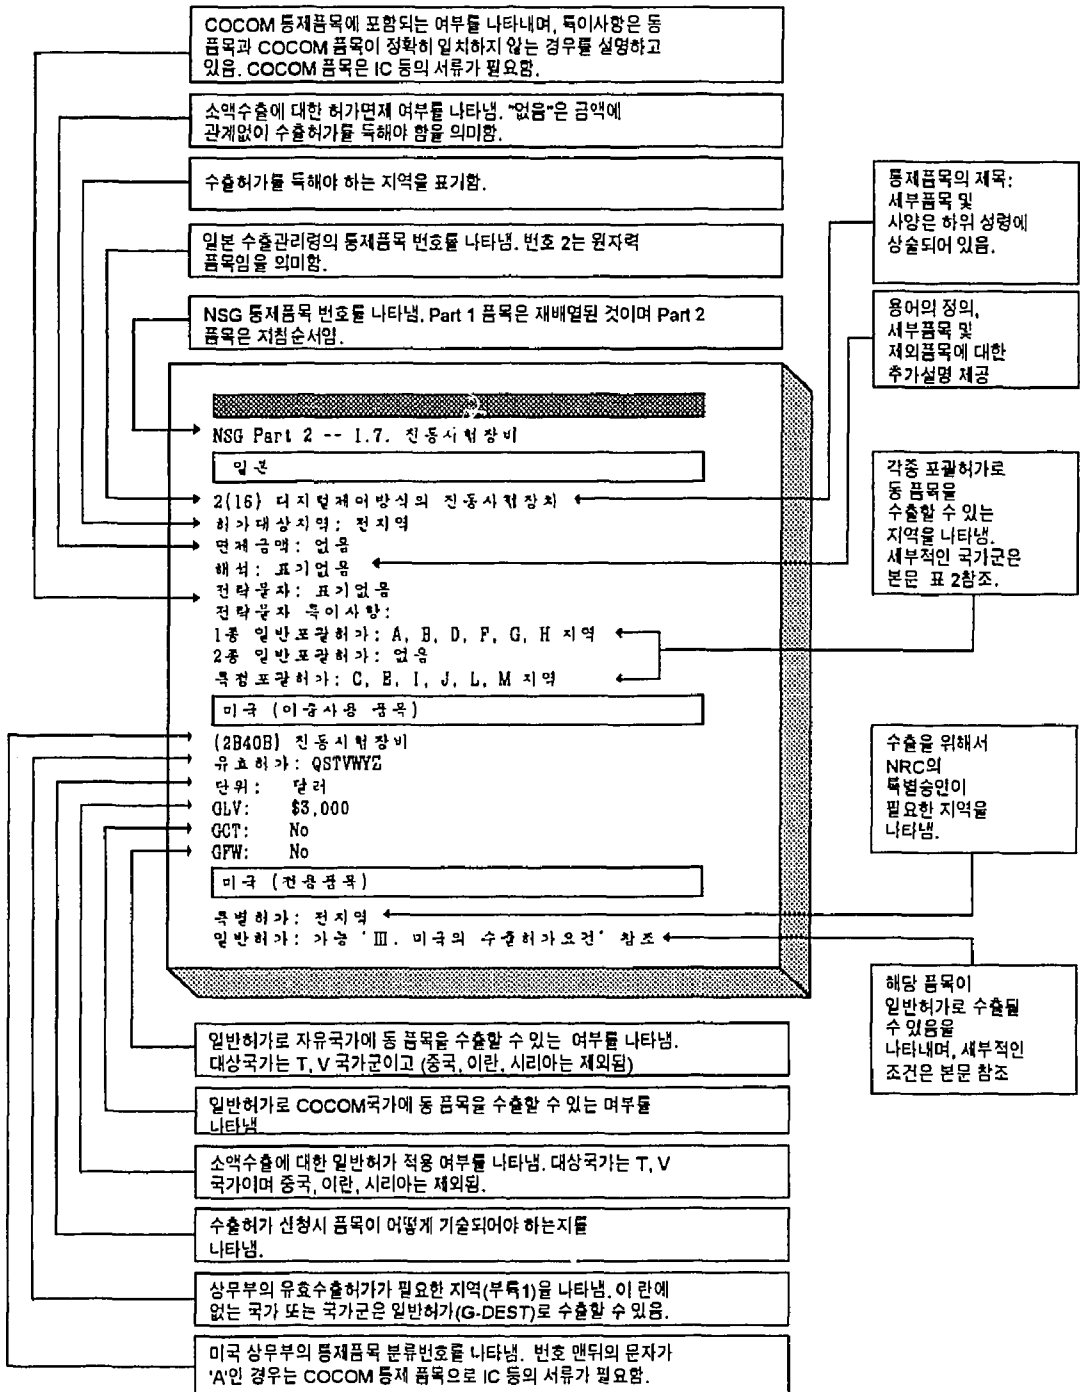 COCOM 통제품목에 포함되는 여부를 나타내며, 특이사항은 동
품목과 COCOM 품목이 정확히 일치하지 않는 경우를 설명하고
있음. COCOM 품목은 IC 등의 서류가 필요함.
소액수출에 대한 허가면제 여부를 나타냄. "없음"은 금액에
관계없이 수출허가를 득해야 함을 의미함.
수출허가를 득해야 하는 지역을 표기함.
일본 수출관리령의 통제품목 번호를 나타냄. 번호 2는 원자력
품목임을 의미함.
NSG 통제품목 번호를 나타냄. Part 1 품목은 재배열된 것이며 Part 2
품목은 지침순서임.
통제품목의 제목:
세부품목 및
사양은 하위 성령에
상술되어 있음.
용어의 정의,
세부품목 및
제외품목에 대한
추가설명 제공
각종 포괄허가로
동 품목을
수출할 수 있는
지역을 나타냄.
세부적인 국가군은
본문 표 2참조.
수출을 위해서
NRC의
특별승인이
필요한 지역을
나타냄.
해당 품목이
일반허가로 수출될
수 있음을
나타내며, 세부적인
조건은 본문 참조
NSG Part 2 -- 1.7. 진동시험장비
일본
2(16) 디지털제어방식의 진동시험장치
허가대상지역: 전지역
면제금액: 없음
해석: 표기없음
전략물자: 표기없음
전략물자 특이사항:
1종 일반포괄허가: A, B, D, F, G, H 지역
2종 일반포괄허가: 없음
특정포괄허가: C, E, I, J, L, M 지역
미국 (이중사용 품목)
(2B40B) 진동시험장비
유효허가: QSTVWYZ
단위: 달러
GLV: $3,000
GCT: No
GFW: No
미국 (전용품목)
특별허가: 전지역
일반허가: 가능 'Ⅲ. 미국의 수출허가요건' 참조
일반허가로 자유국가에 동 품목을 수출할 수 있는 여부를 나타냄.
대상국가는 T, V 국가군이고 (중국, 이란, 시리아는 제외됨)
일반허가로 COCOM국가에 동 품목을 수출할 수 있는 며부를
나타냄
소액수출에 대한 일반허가 적용 여부를 나타냄. 대상국가는 T, V
국가이며 중국, 이란, 시리아는 제외됨.
수출허가 신청시 품목이 어떻게 기술되어야 하는지를
나타냄.
상무부의 유효수출허가가 필요한 지역(부록1)을 나타냄. 이 란에
없는 국가 또는 국가군은 일반허가(G-DEST)로 수출할 수 있음.
미국 상무부의 통제품목 분류번호를 나타냄. 번호 맨뒤의 문자가
'A'인 경우는 COCOM 통제 품목으로 IC 등의 서류가 필요함.